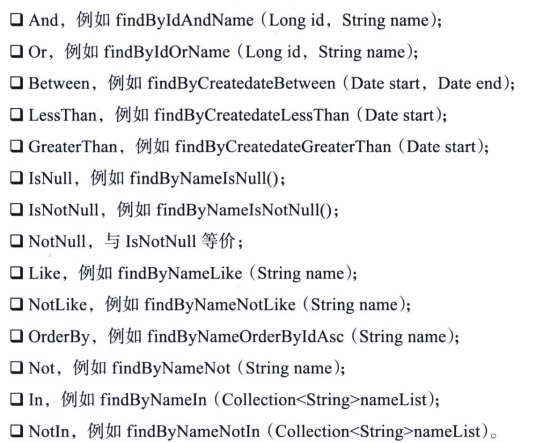 ❑ And，例如 findByIdAndName（Long id，String name）;
❑ Or，例如 findByIdOrName（Long id，String name）;
❑ Between，例如 findByCreatedateBetween（Date start，Date end）;
❑ LessThan，例如 findByCreatedateLessThan（Date start）;
❑ GreaterThan，例如 findByCreatedateGreaterThan（Date start）;
❑ IsNull，例如 findByNameIsNull();
❑ IsNotNull，例如 findByNameIsNotNull();
❑ NotNull，与 IsNotNull 等价;
❑ Like，例如 findByNameLike（String name）;
❑ NotLike，例如 findByNameNotLike（String name）;
❑ OrderBy，例如 findByNameOrderByIdAsc（String name）;
❑ Not，例如 findByNameNot（String name）;
❑ In，例如 findByNameIn（Collection<String>nameList）;
❑ NotIn，例如 findByNameNotIn（Collection<String>nameList）。